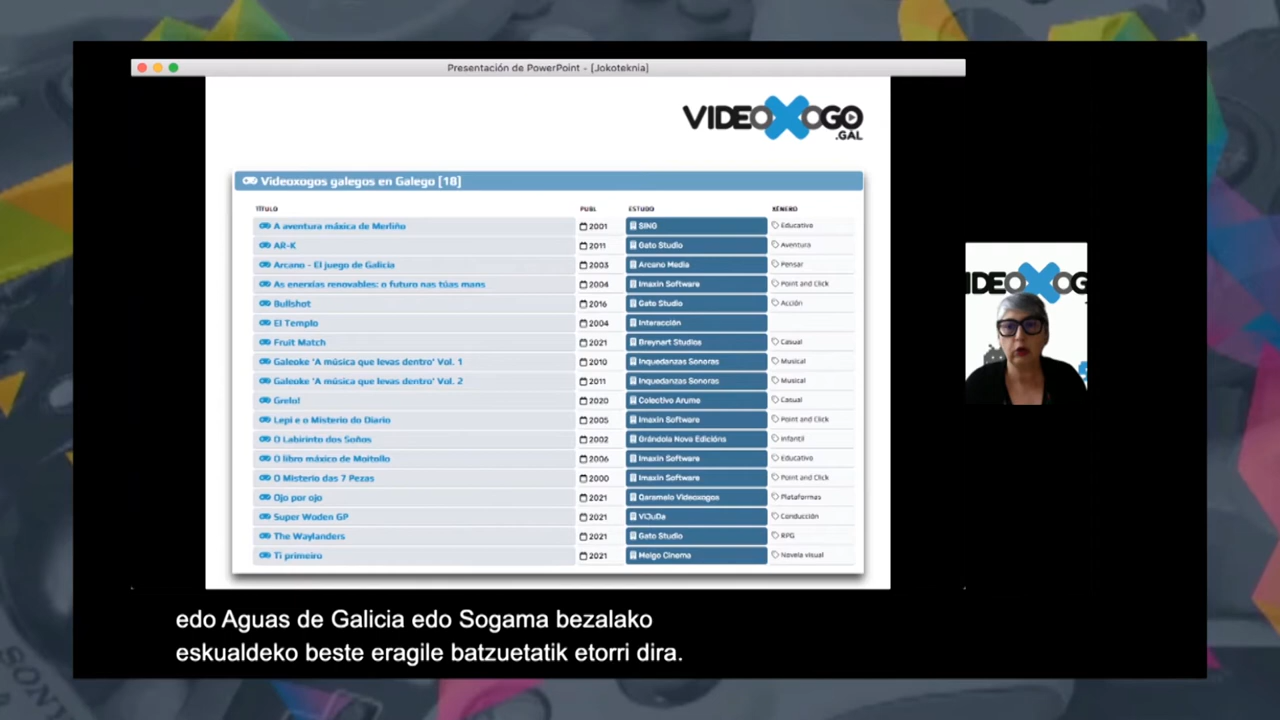 Presentación de PowerPoint - [Jokoteknia]
VIDEOXOGO
.GAL
Videoxogos galegos en Galego [18]
TÍTULO PUBL ESTUDO XÉNERO
A aventura máxica de Merliño 2001 SING Educativo
AR-K 2011 Gato Studio Aventura
Arcano - El juego de Galicia 2003 Arcano Media Pensar
As enerxías renovables: o futuro nas túas mans 2004 Imaxin Software Point and Click
Bullshot 2016 Gato Studio Acción
El Templo 2004 Interacción
Fruit Match 2021 Breynart Studios Casual
Galeoke 'A música que levas dentro' Vol. 1 2010 Inquedanzas Sonoras Musical
Galeoke 'A música que levas dentro' Vol. 2 2011 Inquedanzas Sonoras Musical
Grelo! 2020 Colectivo Arume Casual
Lepi e o Misterio do Diario 2005 Imaxin Software Point and Click
O Labirinto dos Soños 2002 Grándola Nova Edicións Infantil
O libro máxico de Moitollo 2006 Imaxin Software Educativo
O Misterio das 7 Pezas 2000 Imaxin Software Point and Click
Ojo por ojo 2021 Qaramelo Videoxogos Plataformas
Super Woden GP 2021 ViJuDa Conducción
The Waylanders 2021 Gato Studio RPG
Ti primeiro 2021 Meigo Cinema Novela visual
IDEOXOG
edo Aguas de Galicia edo Sogama bezalako
eskualdeko beste eragile batzuetatik etorri dira.
SONY